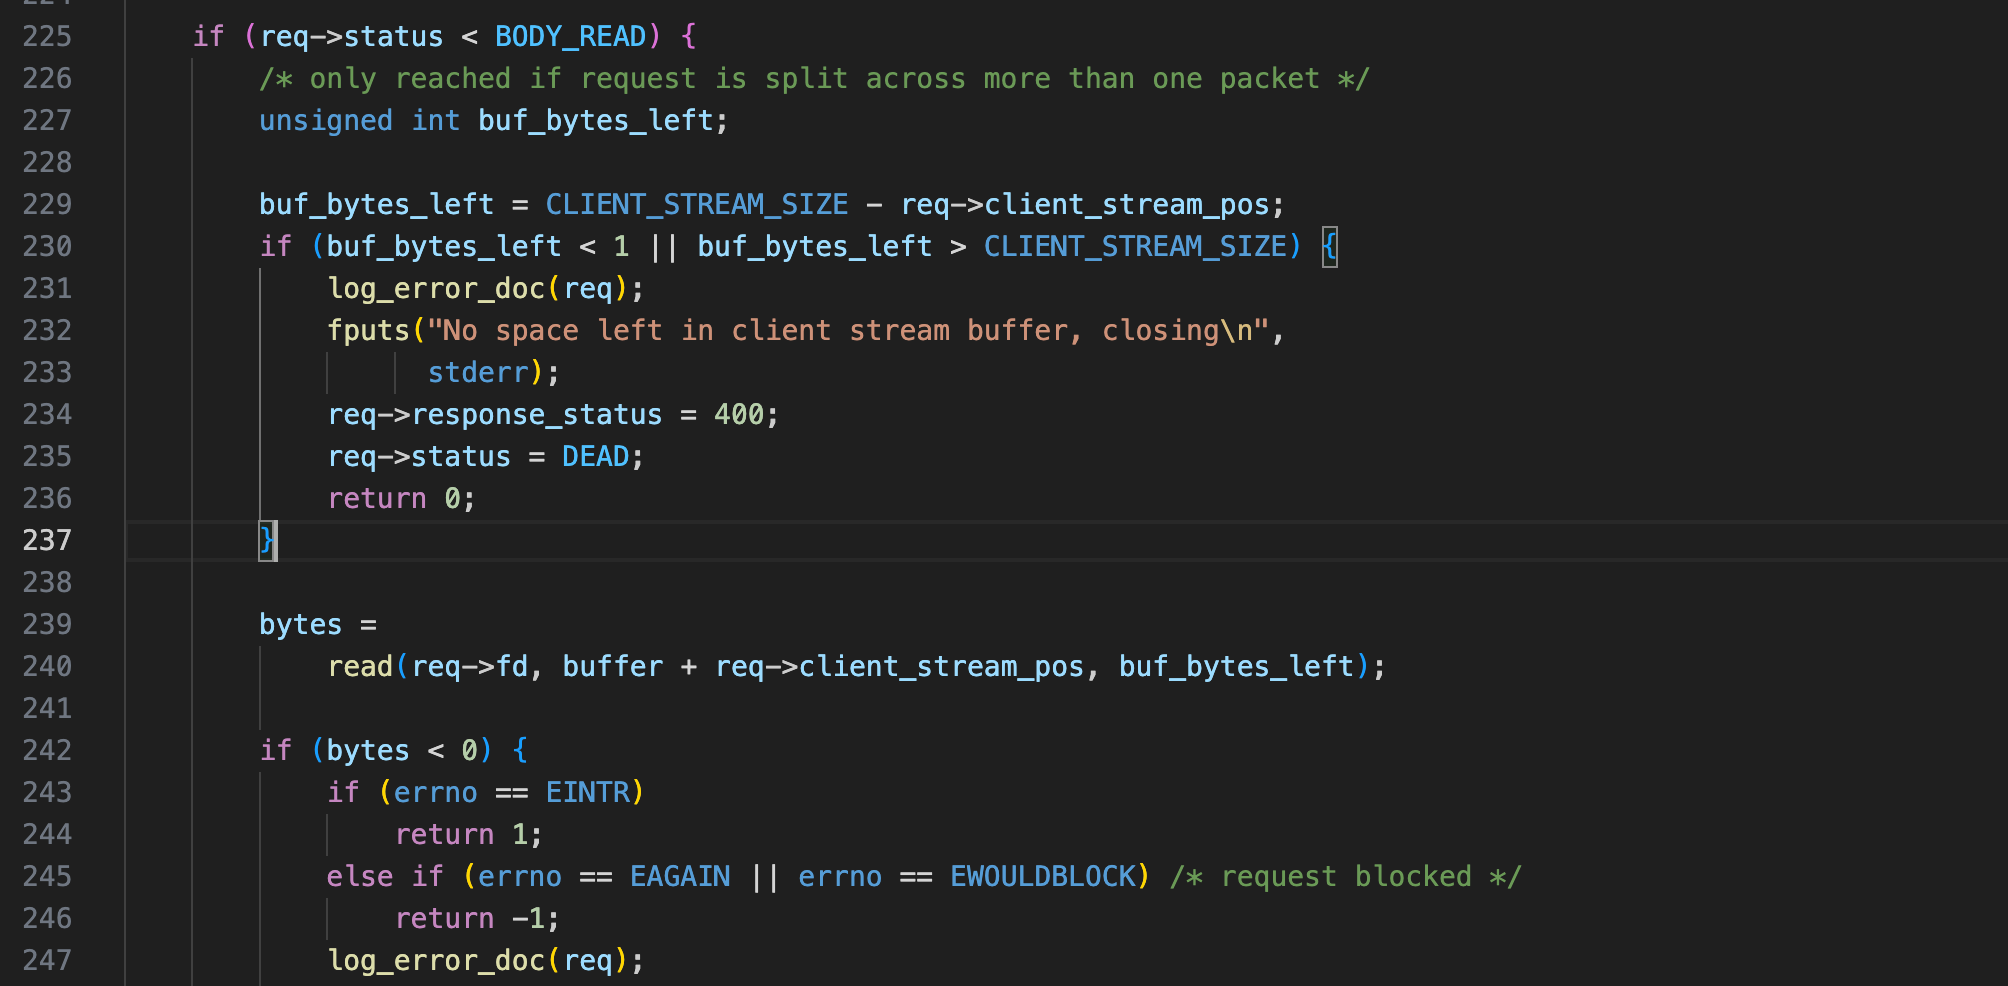 225 if (req->status < BODY_READ) {
226 /* only reached if request is split across more than one packet */
227 unsigned int buf_bytes_left;
228
229 buf_bytes_left = CLIENT_STREAM_SIZE - req->client_stream_pos;
230 if (buf_bytes_left < 1 || buf_bytes_left > CLIENT_STREAM_SIZE) {
231 log_error_doc(req);
232 fputs("No space left in client stream buffer, closing\n",
233 stderr);
234 req->response_status = 400;
235 req->status = DEAD;
236 return 0;
237 }
238
239 bytes =
240 read(req->fd, buffer + req->client_stream_pos, buf_bytes_left);
241
242 if (bytes < 0) {
243 if (errno == EINTR)
244 return 1;
245 else if (errno == EAGAIN || errno == EWOULDBLOCK) /* request blocked */
246 return -1;
247 log_error_doc(req);